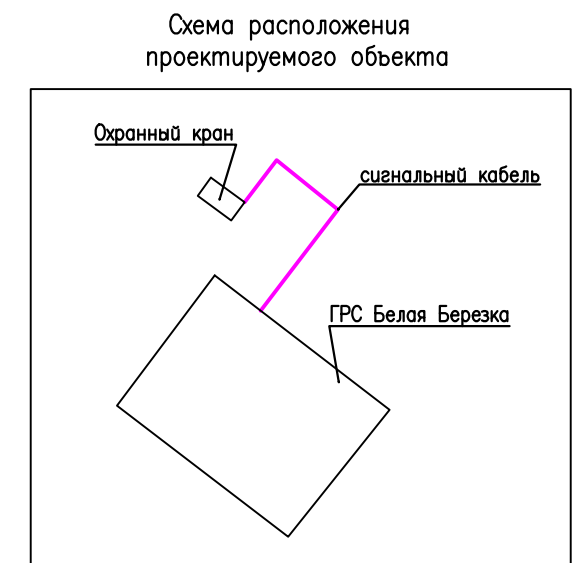 Схема расположения
проектируемого объекта
Охранный кран
сигнальный кабель
ГРС Белая Березка